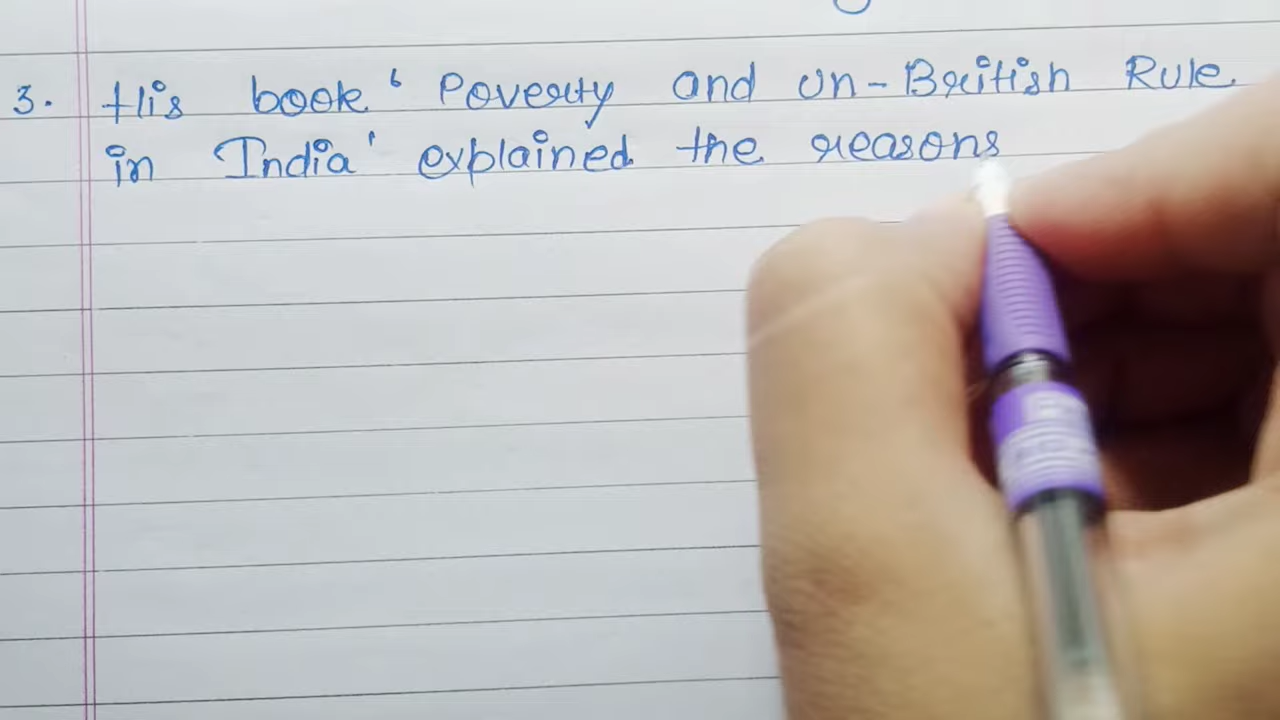 3. His book ' Poverty and Un-British Rule
in India' explained the reasons